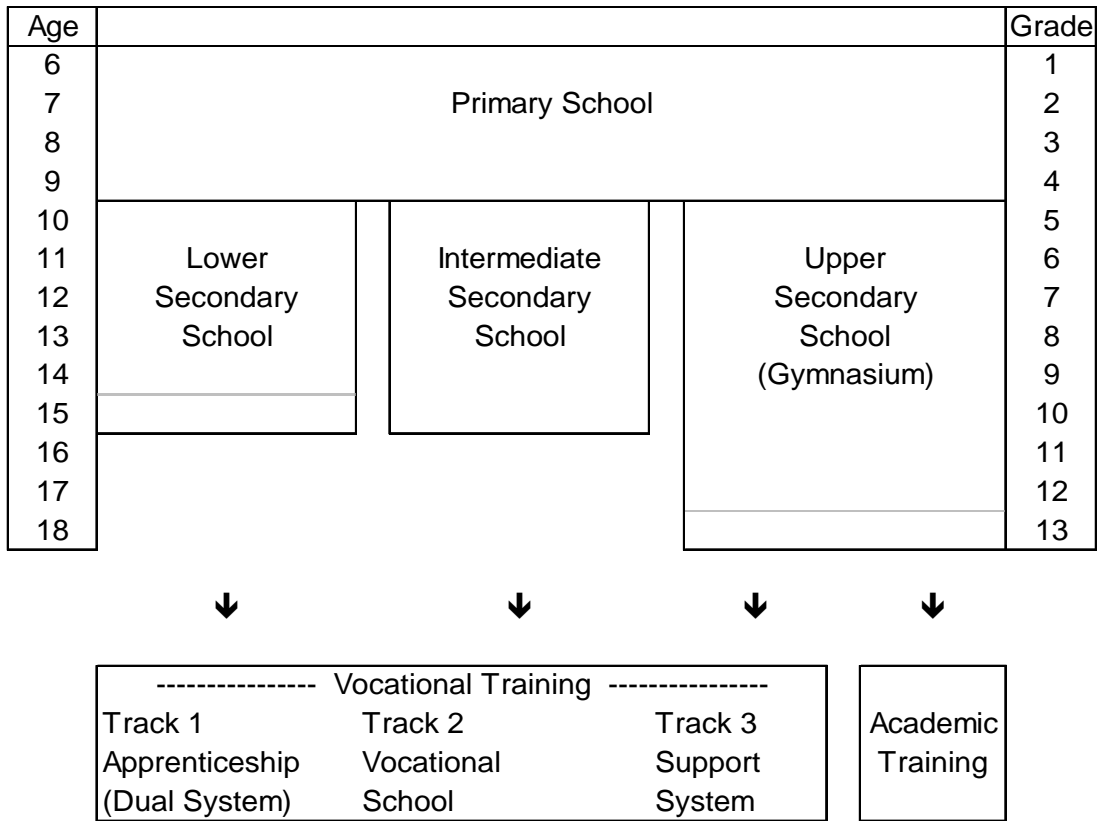 Age Grade
6 1
7 Primary School 2
8 3
9 4
10 5
11 Lower Intermediate Upper 6
12 Secondary Secondary Secondary 7
13 School School School 8
14 (Gymnasium) 9
15 10
16 11
17 12
18 13
---------------- Vocational Training ----------------
Track 1 Track 2 Track 3 Academic
Apprenticeship Vocational Support Training
(Dual System) School System